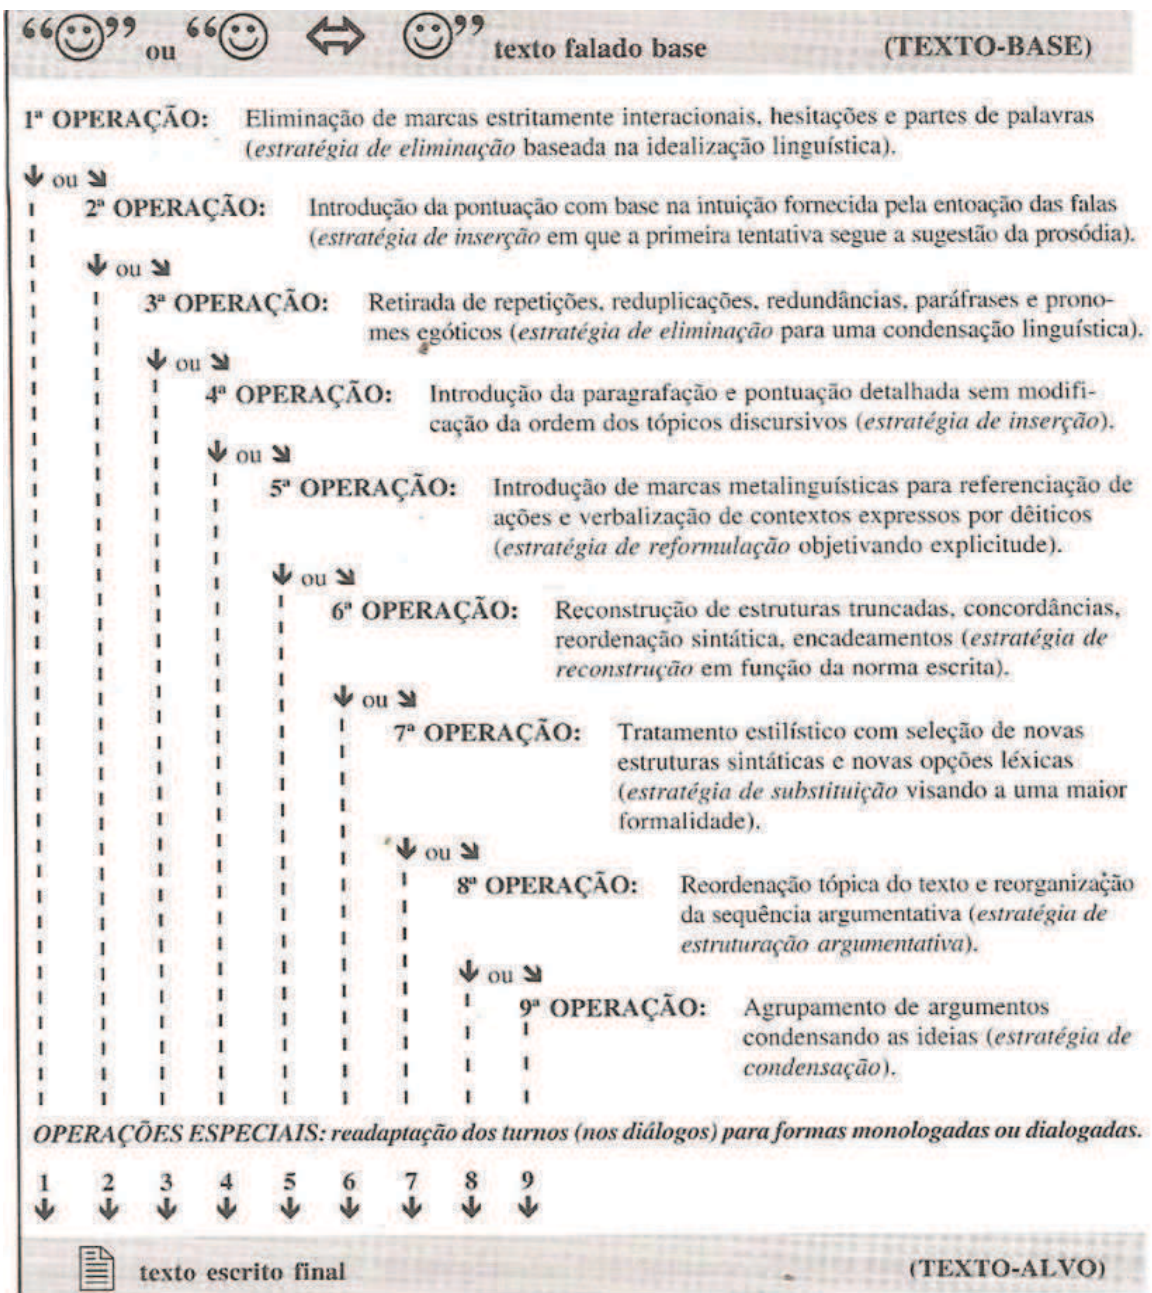 “ ” ou “ ” texto falado base (TEXTO-BASE)
1ª OPERAÇÃO: Eliminação de marcas estritamente interacionais, hesitações e partes de palavras
(estratégia de eliminação baseada na idealização linguística).
ou
2ª OPERAÇÃO: Introdução da pontuação com base na intuição fornecida pela entoação das falas
(estratégia de inserção em que a primeira tentativa segue a sugestão da prosódia).
ou
3ª OPERAÇÃO: Retirada de repetições, reduplicações, redundâncias, paráfrases e prono-
mes egóticos (estratégia de eliminação para uma condensação linguística).
ou
4ª OPERAÇÃO: Introdução da paragrafação e pontuação detalhada sem modifi-
cação da ordem dos tópicos discursivos (estratégia de inserção).
ou
5ª OPERAÇÃO: Introdução de marcas metalinguísticas para referenciação de
ações e verbalização de contextos expressos por dêiticos
(estratégia de reformulação objetivando explicitude).
ou
6ª OPERAÇÃO: Reconstrução de estruturas truncadas, concordâncias,
reordenação sintática, encadeamentos (estratégia de
reconstrução em função da norma escrita).
ou
7ª OPERAÇÃO: Tratamento estilístico com seleção de novas
estruturas sintáticas e novas opções léxicas
(estratégia de substituição visando a uma maior
formalidade).
ou
8ª OPERAÇÃO: Reordenação tópica do texto e reorganização
da sequência argumentativa (estratégia de
estruturação argumentativa).
ou
9ª OPERAÇÃO: Agrupamento de argumentos
condensando as ideias (estratégia de
condensação).
OPERAÇÕES ESPECIAIS: readaptação dos turnos (nos diálogos) para formas monologadas ou dialogadas.
1 2 3 4 5 6 7 8 9
texto escrito final (TEXTO-ALVO)